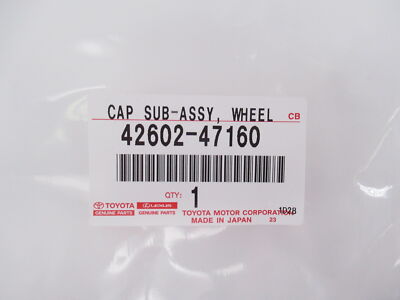 CAP SUB-ASSY, WHEEL CB
42602-47160
QTY: 1
TOYOTA LEXUS
GENUINE PARTS GENUINE PARTS
1D2B
TOYOTA MOTOR CORPORATION
MADE IN JAPAN 23